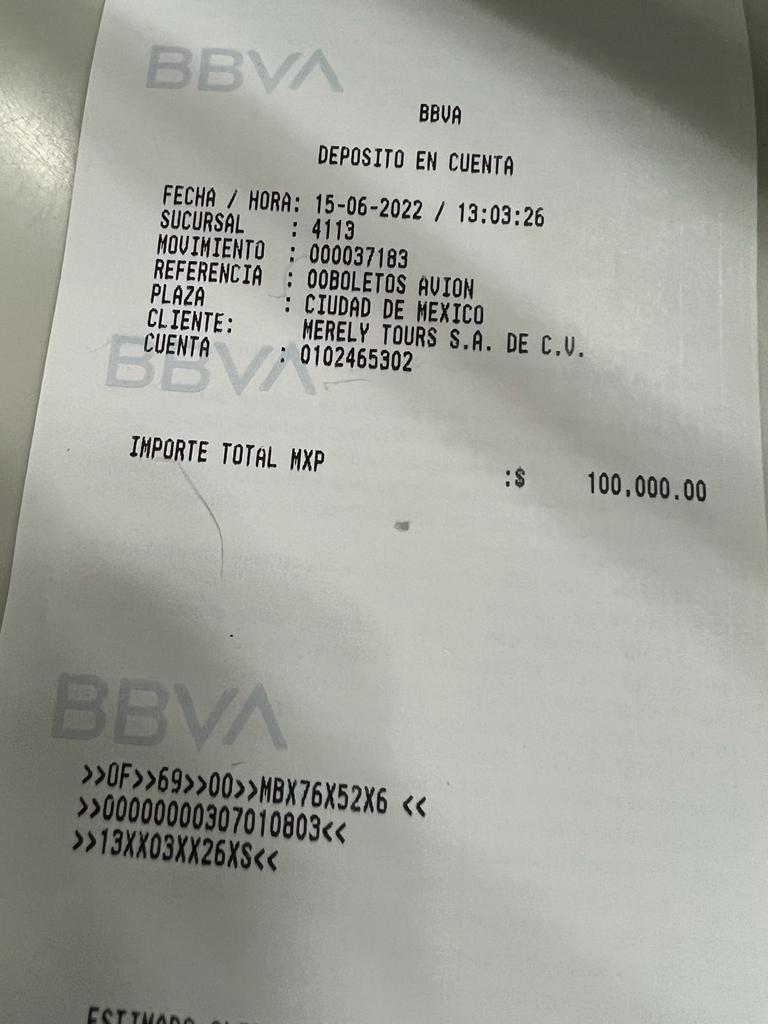 BBVA
BBVA
DEPOSITO EN CUENTA
FECHA / HORA: 15-06-2022 / 13:03:26
SUCURSAL : 4113
MOVIMIENTO : 000037183
REFERENCIA : 00BOLETOS AVION
PLAZA : CIUDAD DE MEXICO
CLIENTE: MERELY TOURS S.A. DE C.V.
CUENTA : 0102465302
BBVA
IMPORTE TOTAL MXP :$ 100,000.00
BBVA
>>0F>>69>>00>>MBX76X52X6 <<
>>00000000307010803<<
>>13XX03XX26XS<<
ESTIMADO